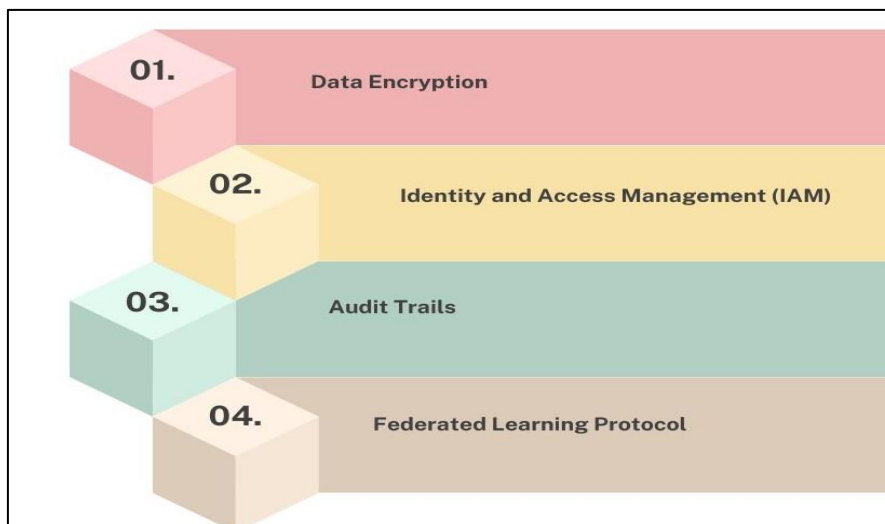 01.
Data Encryption
02.
Identity and Access Management (IAM)
03.
Audit Trails
04.
Federated Learning Protocol